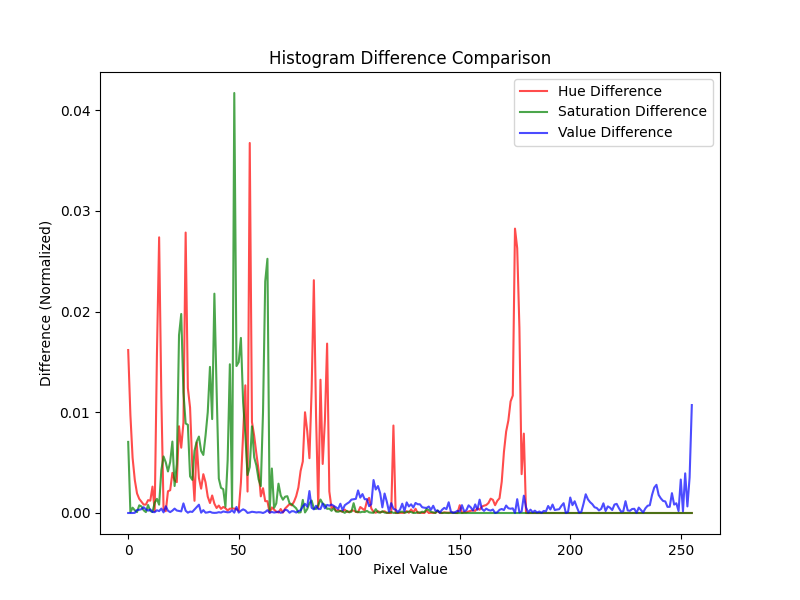 Histogram Difference Comparison
Hue Difference
Saturation Difference
Value Difference
0.04
0.03
0.02
0.01
0.00
Difference (Normalized)
0
50
100
150
200
250
Pixel Value